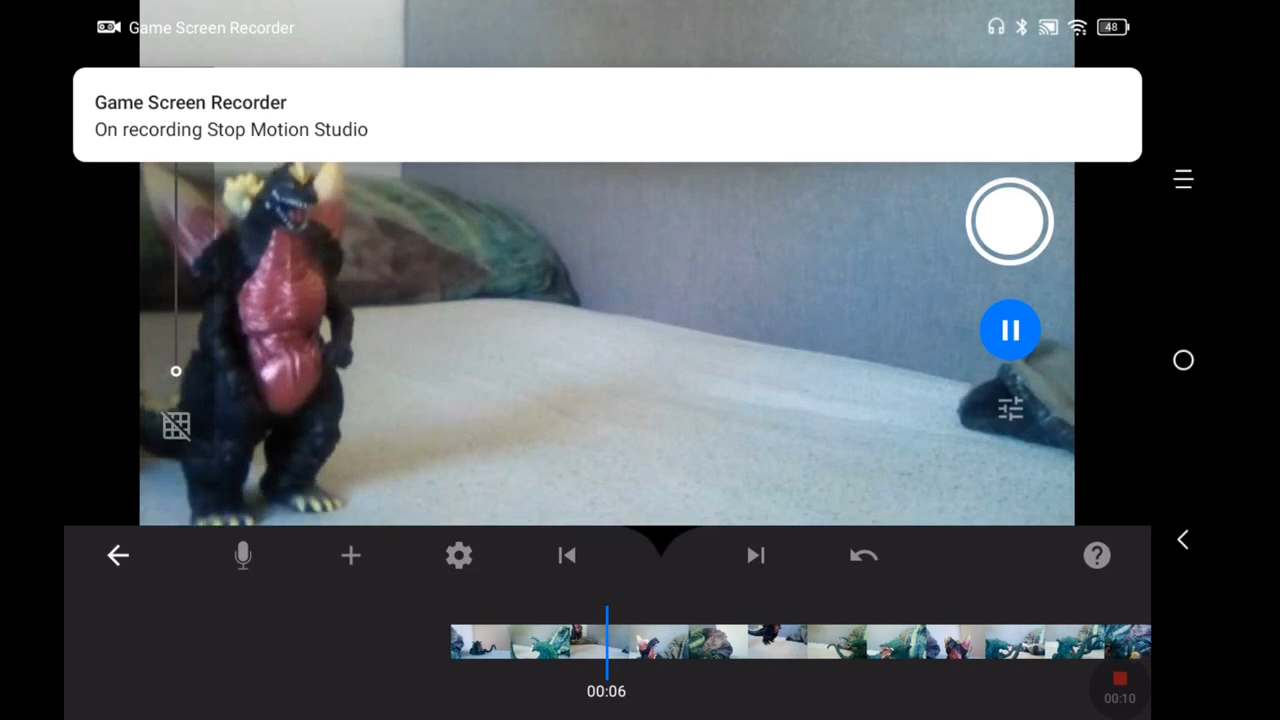 Game Screen Recorder
48
Game Screen Recorder
On recording Stop Motion Studio
00:06
00:10